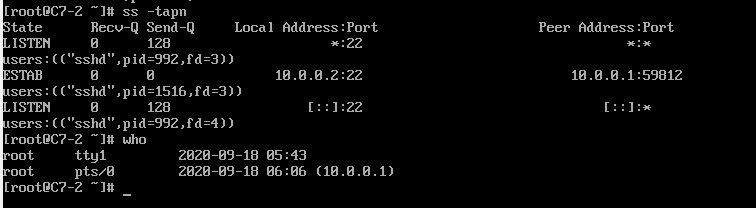 [root@C7-2 ~]# ss -tapn
State Recv-Q Send-Q Local Address:Port Peer Address:Port
LISTEN 0 128 *:22 *:*
users:(("sshd",pid=992,fd=3))
ESTAB 0 0 10.0.0.2:22 10.0.0.1:59812
users:(("sshd",pid=1516,fd=3))
LISTEN 0 128 [::]:22 [::]:*
users:(("sshd",pid=992,fd=4))
[root@C7-2 ~]# who
root tty1 2020-09-18 05:43
root pts/0 2020-09-18 06:06 (10.0.0.1)
[root@C7-2 ~]# _